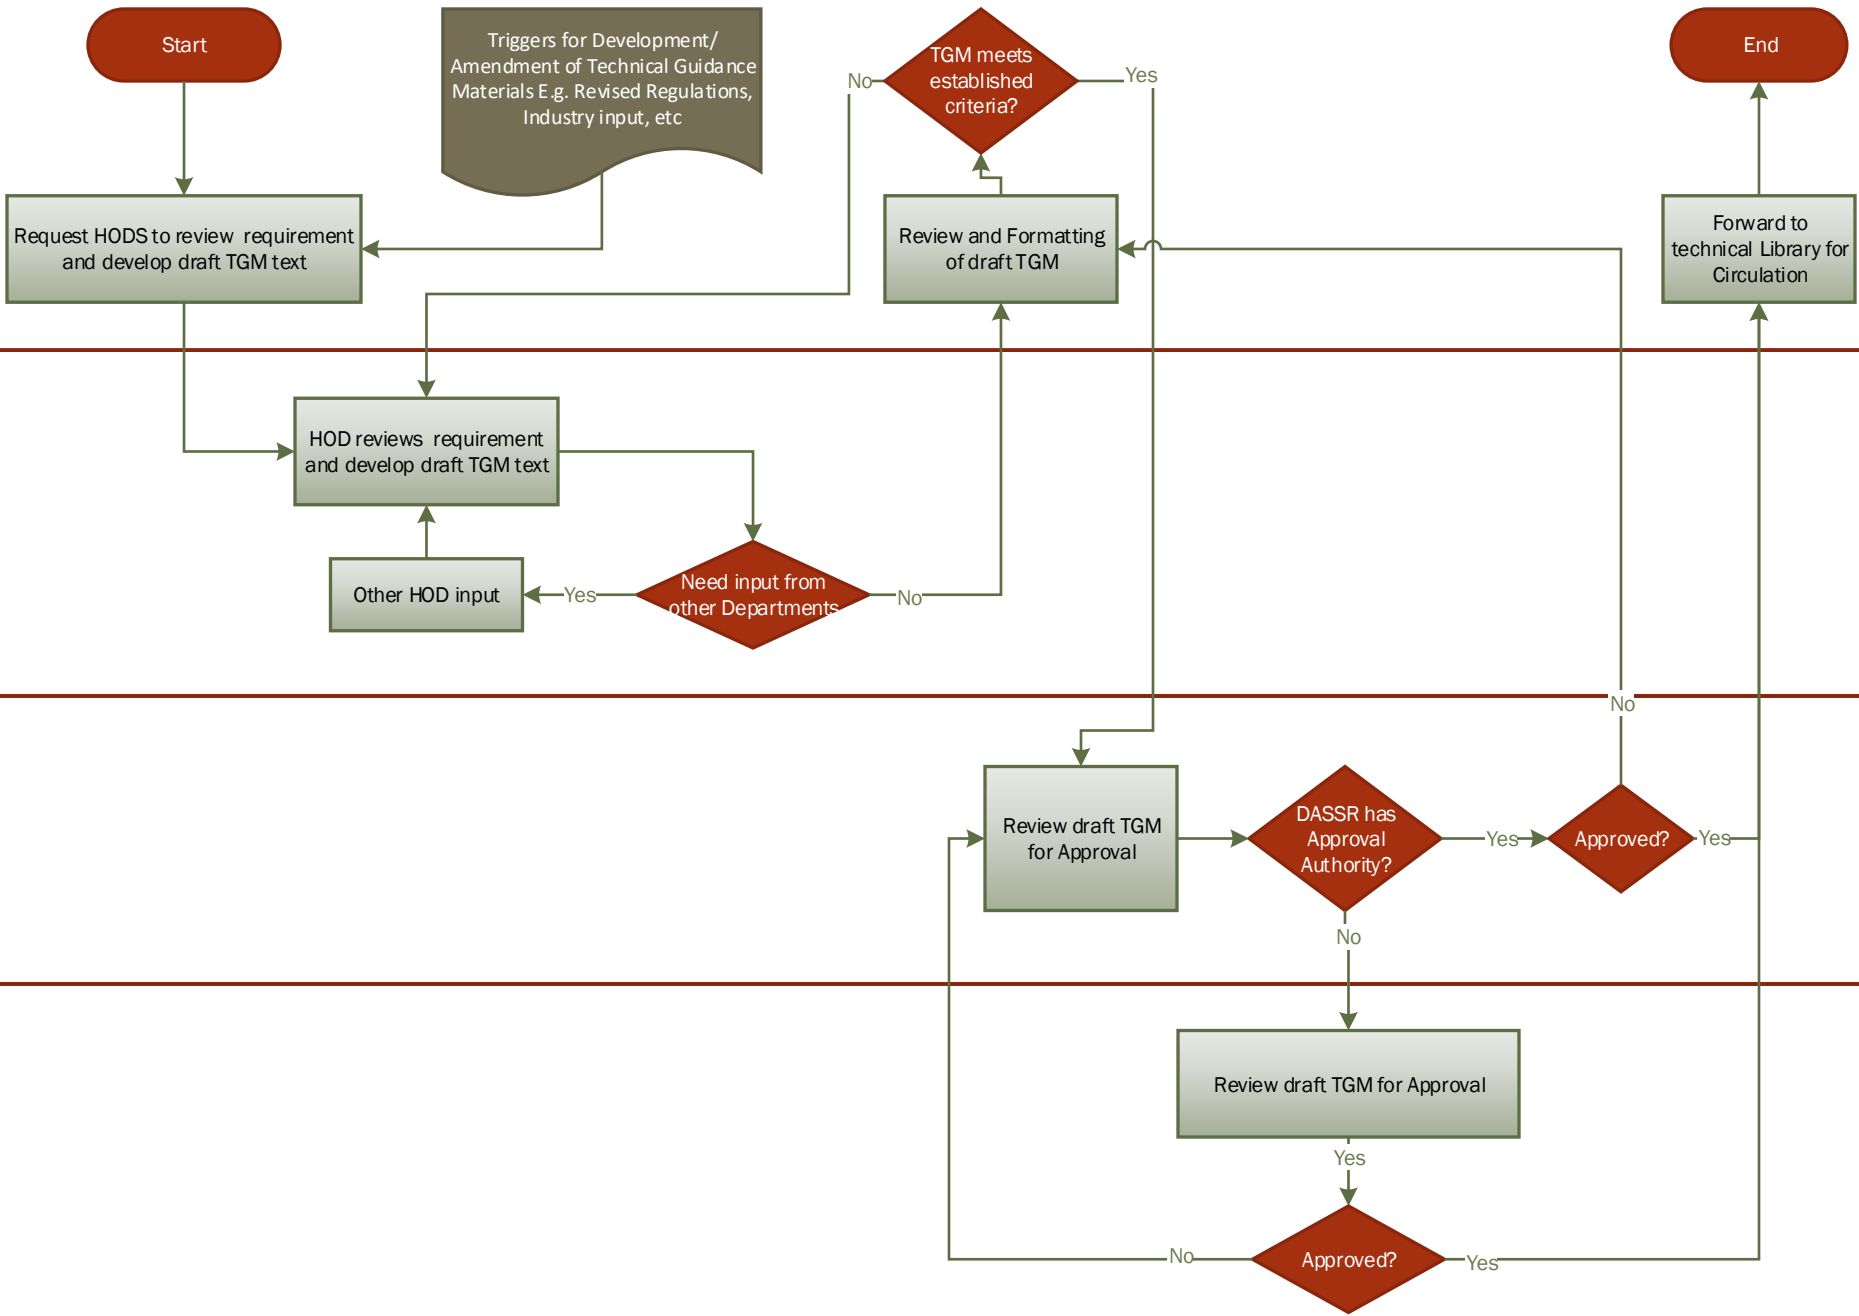 Start
Triggers for Development/
Amendment of Technical Guidance
Materials E.g. Revised Regulations,
Industry input, etc
TGM meets
established
criteria?
No
Yes
End
Request HODS to review requirement
and develop draft TGM text
Review and Formatting
of draft TGM
Forward to
technical Library for
Circulation
HOD reviews requirement
and develop draft TGM text
Other HOD input
Yes
Need input from
other Departments
No
No
Review draft TGM
for Approval
DASSR has
Approval
Authority?
Yes
Approved?
Yes
No
Review draft TGM for Approval
Yes
No
Approved?
Yes